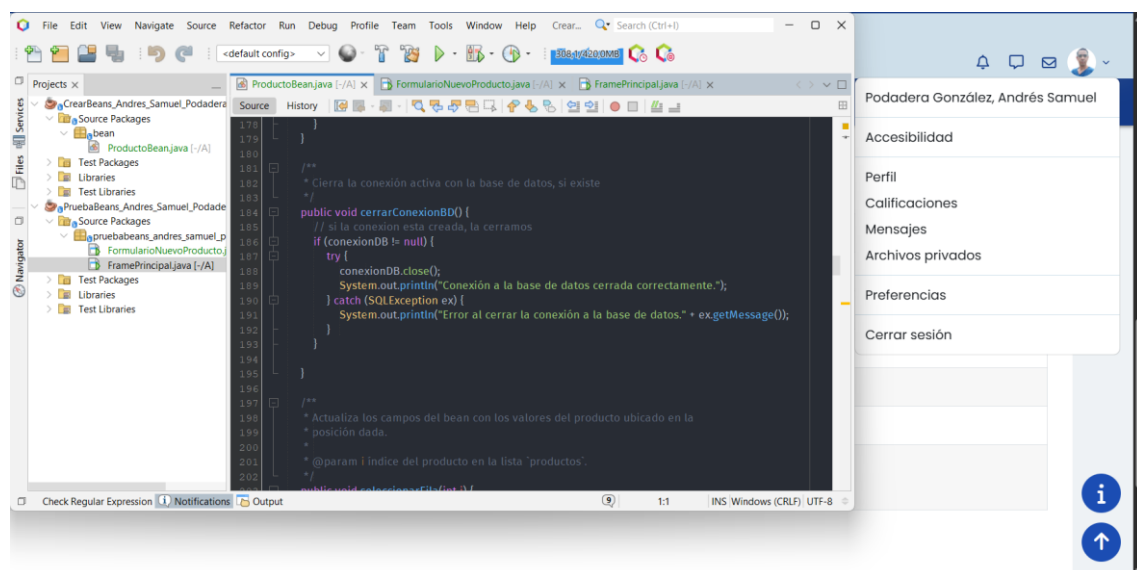 File Edit View Navigate Source Refactor Run Debug Profile Team Tools Window Help Crear... Search (Ctrl+I)
<default config>
Projects
ProductoBean.java [-/A] FormularioNuevoProducto.java [-/A] FramePrincipal.java [-/A]
Source History
Services
Files
Navigator
CrearBeans_Andres_Samuel_Podadera
Source Packages
bean
ProductoBean.java [-/A]
Test Packages
Libraries
Test Libraries
PruebaBeans_Andres_Samuel_Podade
Source Packages
pruebabeans_andres_samuel_p
FormularioNuevoProducto.j
FramePrincipal.java [-/A]
Test Packages
Libraries
Test Libraries
178 }
179 }
180
181 /**
182 * Cierra la conexión activa con la base de datos, si existe
183 */
184 public void cerrarConexionBD() {
185 // si la conexion esta creada, la cerramos
186 if (conexionDB != null) {
187 try {
188 conexionDB.close();
189 System.out.println("Conexión a la base de datos cerrada correctamente.");
190 } catch (SQLException ex) {
191 System.out.println("Error al cerrar la conexión a la base de datos." + ex.getMessage());
192 }
193 }
194
195 }
196
197 /**
198 * Actualiza los campos del bean con los valores del producto ubicado en la
199 * posición dada.
200 *
201 * @param i índice del producto en la lista `productos`.
202 */
public void seleccionarFila(int i) {
Check Regular Expression Notifications Output 9 1:1 INS Windows (CRLF) UTF-8
Podadera González, Andrés Samuel
Accesibilidad
Perfil
Calificaciones
Mensajes
Archivos privados
Preferencias
Cerrar sesión